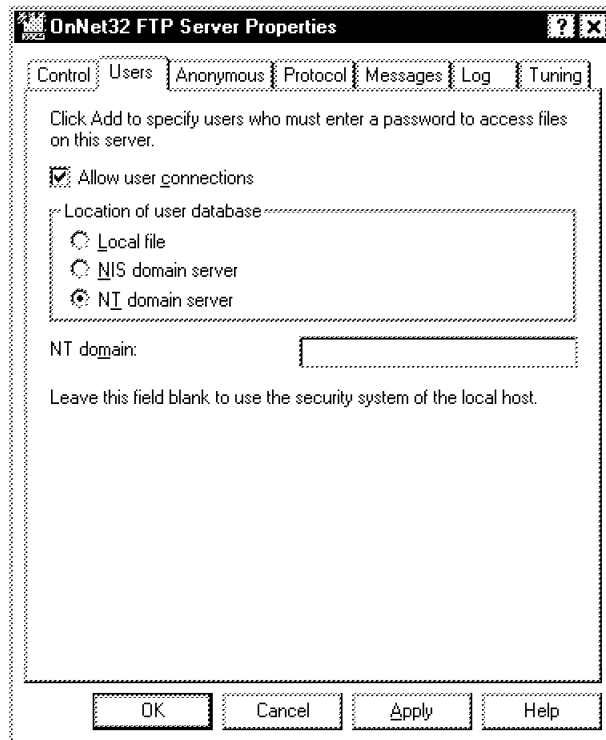 OnNet32 FTP Server Properties
Control Users Anonymous Protocol Messages Log Tuning
Click Add to specify users who must enter a password to access files
on this server.
Allow user connections
Location of user database
Local file
NIS domain server
NT domain server
NT domain:
Leave this field blank to use the security system of the local host.
OK Cancel Apply Help